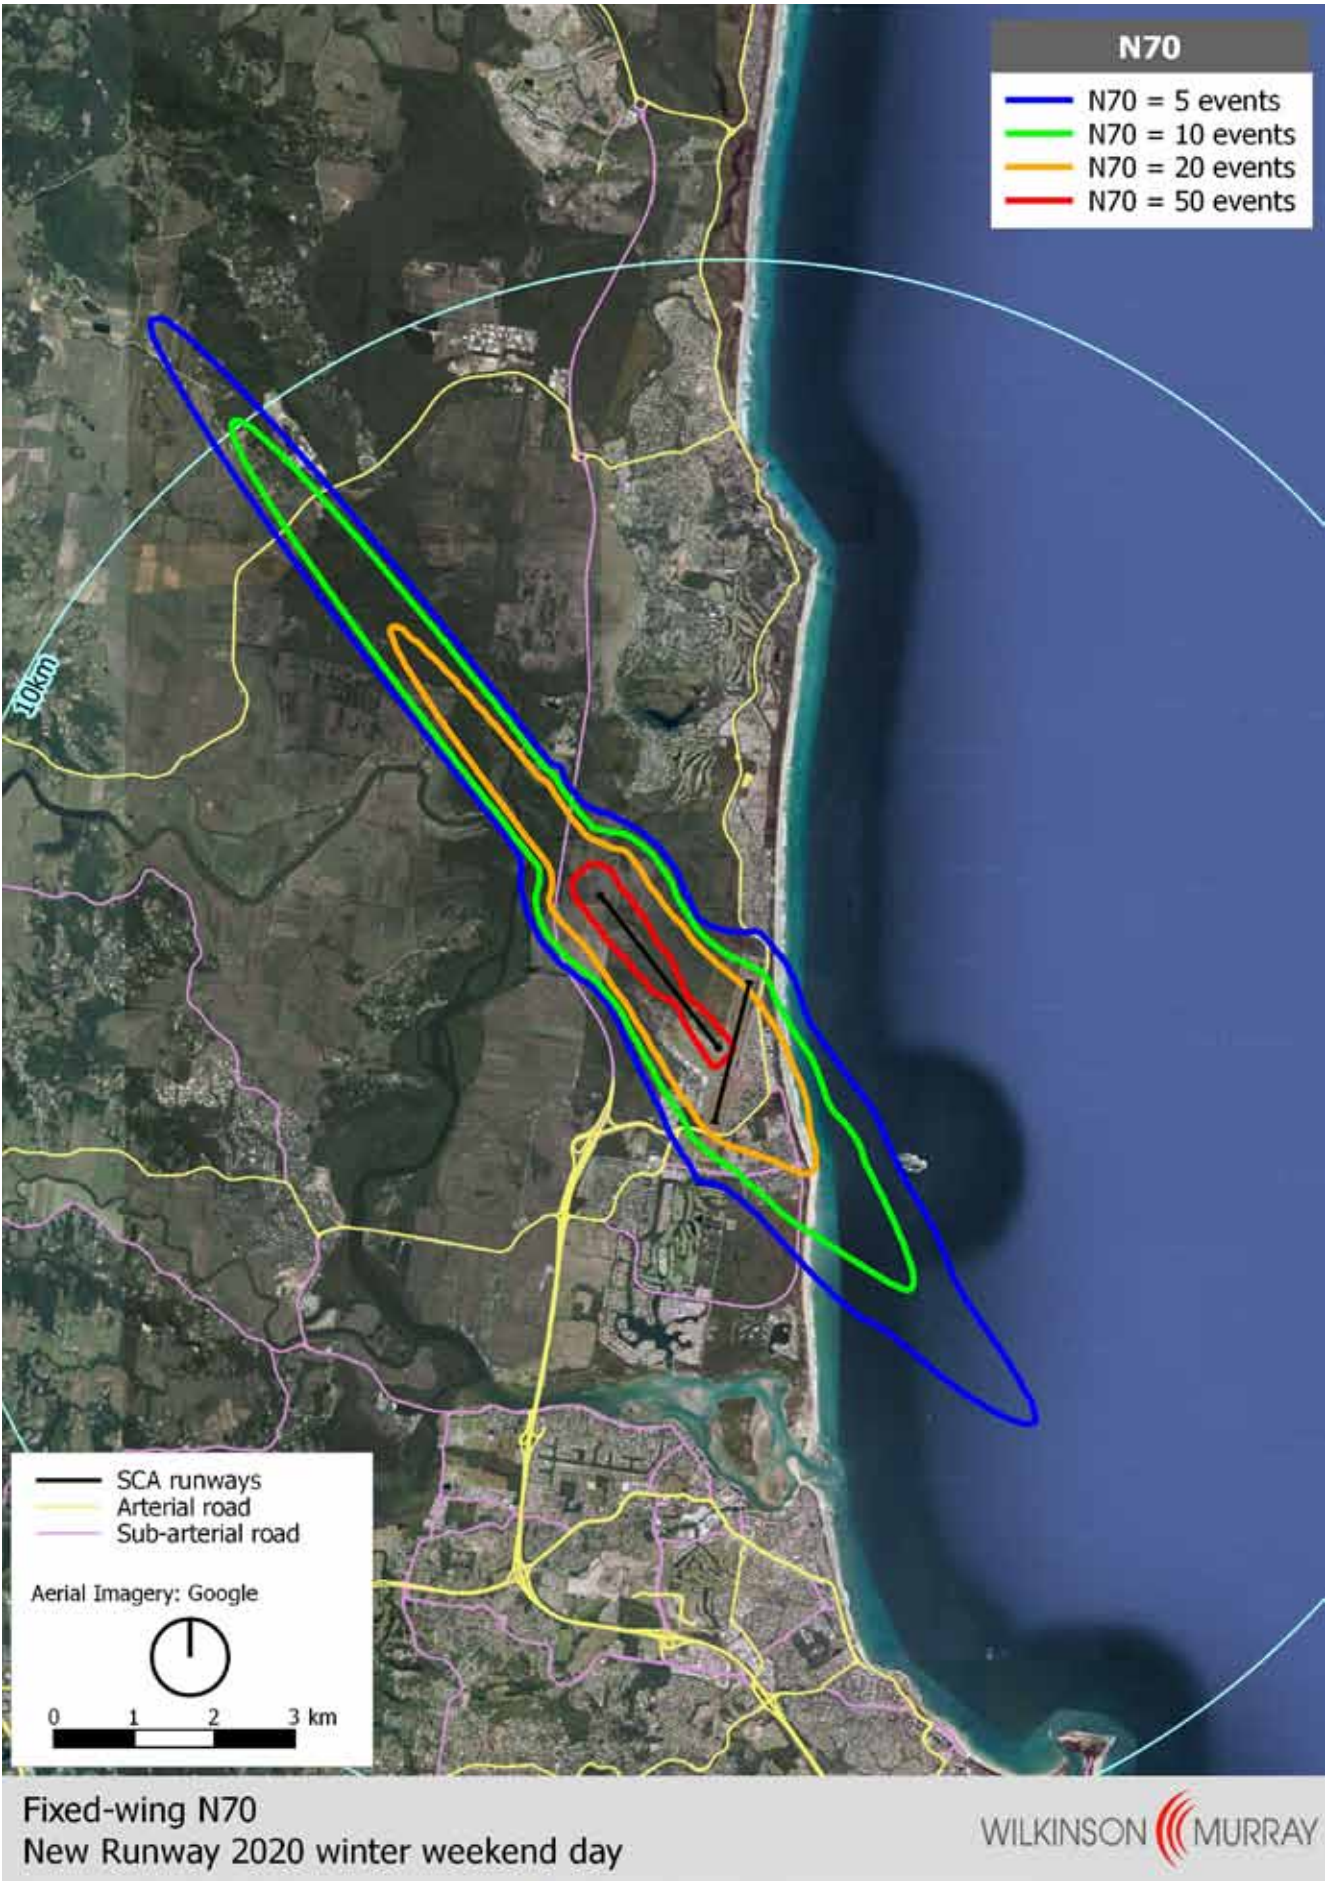 N70
N70 = 5 events
N70 = 10 events
N70 = 20 events
N70 = 50 events
10km
SCA runways
Arterial road
Sub-arterial road
Aerial Imagery: Google
0 1 2 3 km
Fixed-wing N70
New Runway 2020 winter weekend day
WILKINSON MURRAY